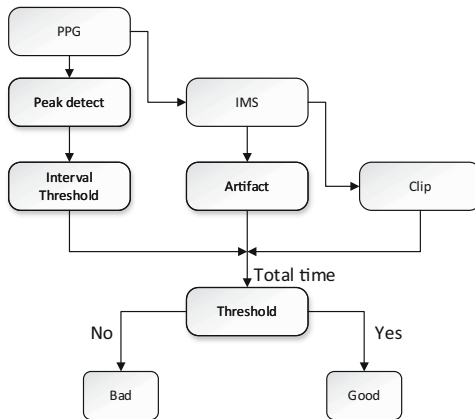 PPG
Peak detect
IMS
Interval
Threshold
Artifact
Clip
Total time
Threshold
No
Yes
Bad
Good